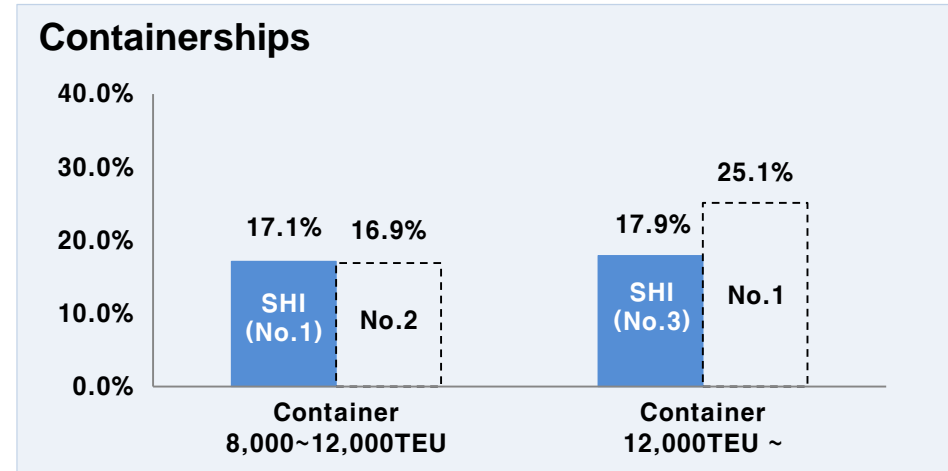 Containerships
40.0%
30.0%
20.0%
10.0%
0.0%
17.1%
16.9%
17.9%
25.1%
SHI
(No.1)
No.2
SHI
(No.3)
No.1
Container
8,000~12,000TEU
Container
12,000TEU ~